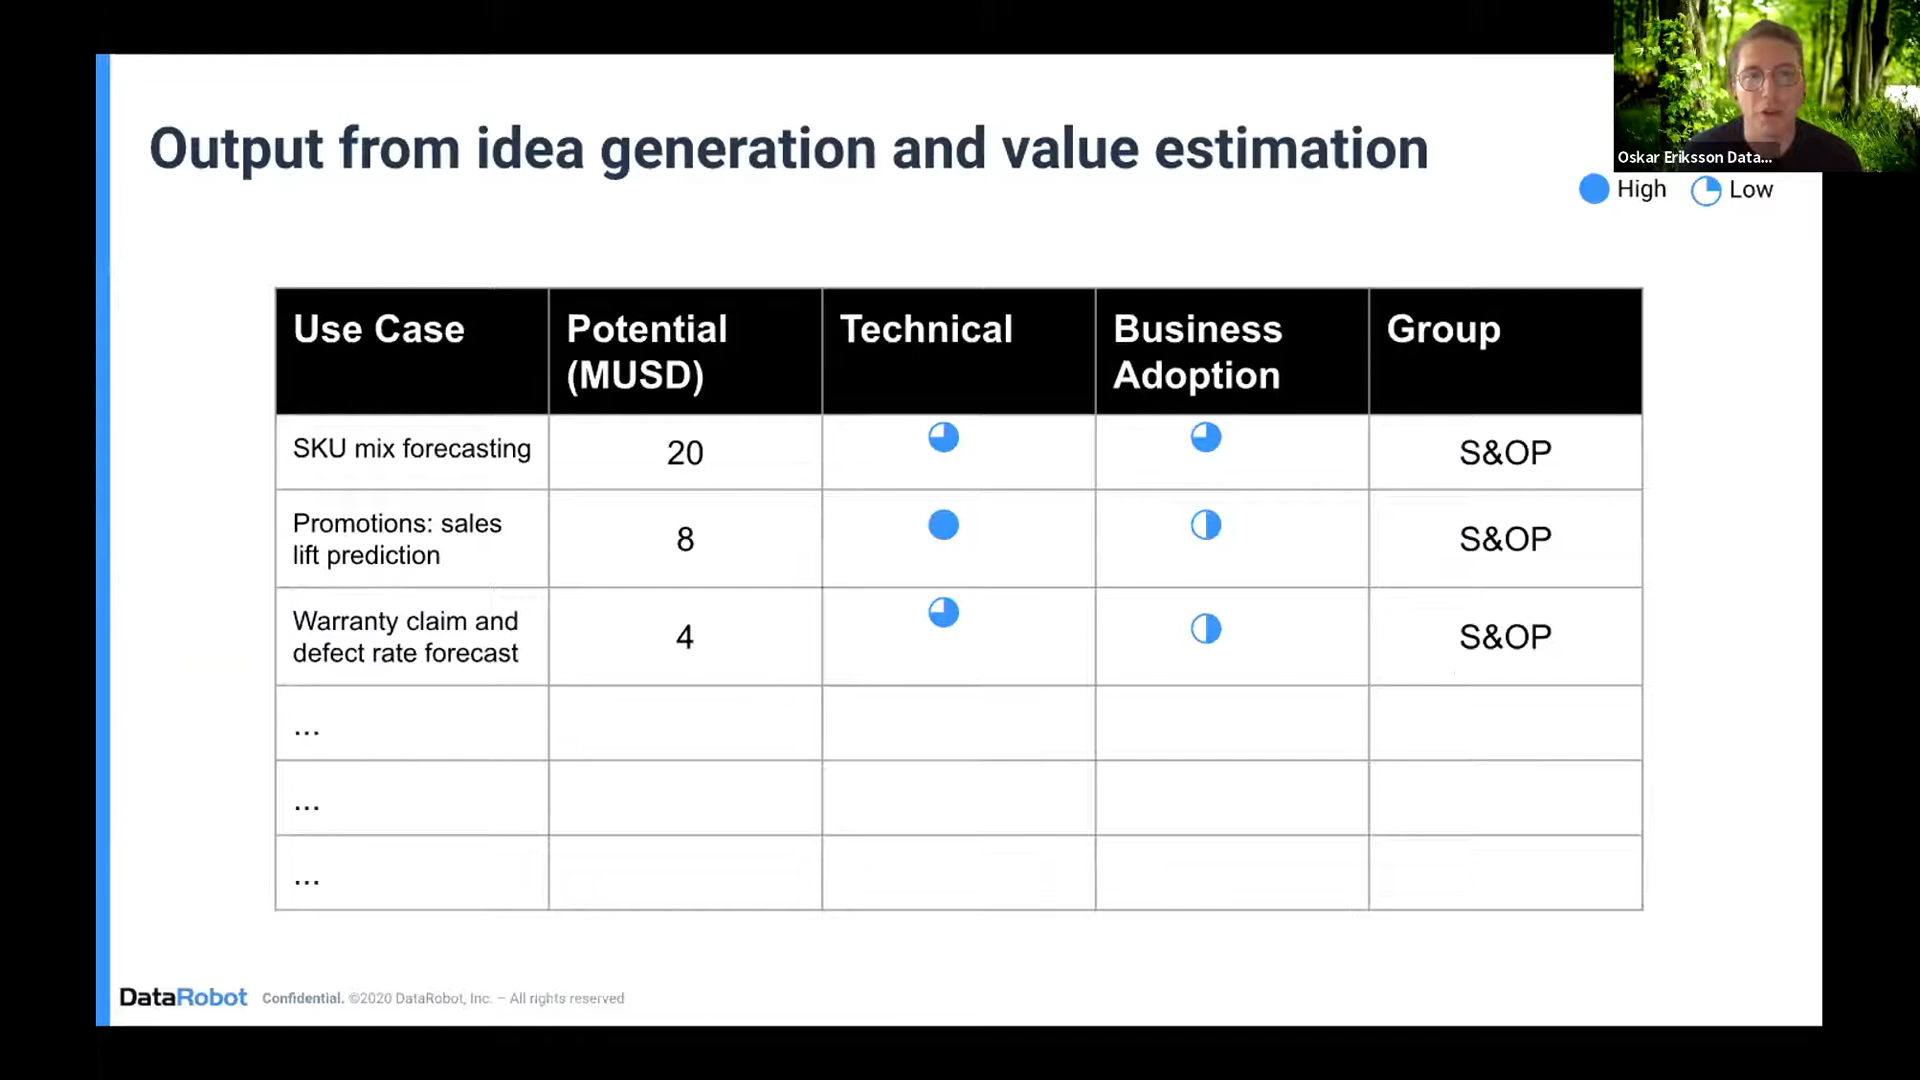 Output from idea generation and value estimation
Oskar Eriksson Data...
High Low
Use Case Potential (MUSD) Technical Business Adoption Group
SKU mix forecasting 20 S&OP
Promotions: sales
lift prediction 8 S&OP
Warranty claim and
defect rate forecast 4 S&OP
...
...
...
DataRobot Confidential. ©2020 DataRobot, Inc. – All rights reserved